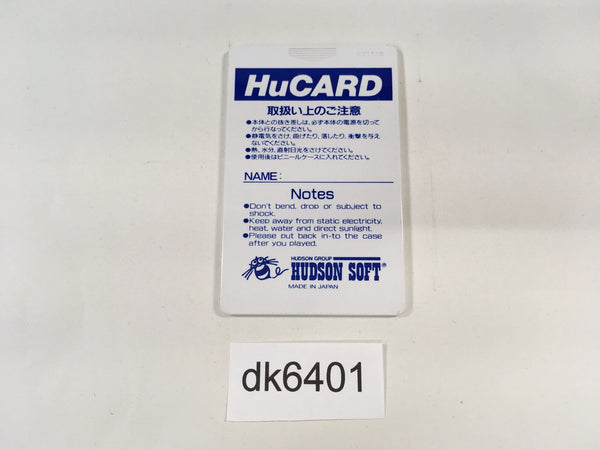 HuCARD
取扱い上のご注意
●本体との抜き差しは、必ず本体の電源を切って
から行なってください。
●静電気をさけ、曲げたり、落したり、衝撃を与え
ないでください。
●熱、水分、直射日光をさけてください。
●使用後はビニールケースに入れてください。
NAME:
Notes
●Don't bend, drop or subject to
shock.
●Keep away from static electricity,
heat, water and direct sunlight.
●Please put back in-to the case
after you played.
HUDSON GROUP
HUDSON SOFT®
MADE IN JAPAN
dk6401